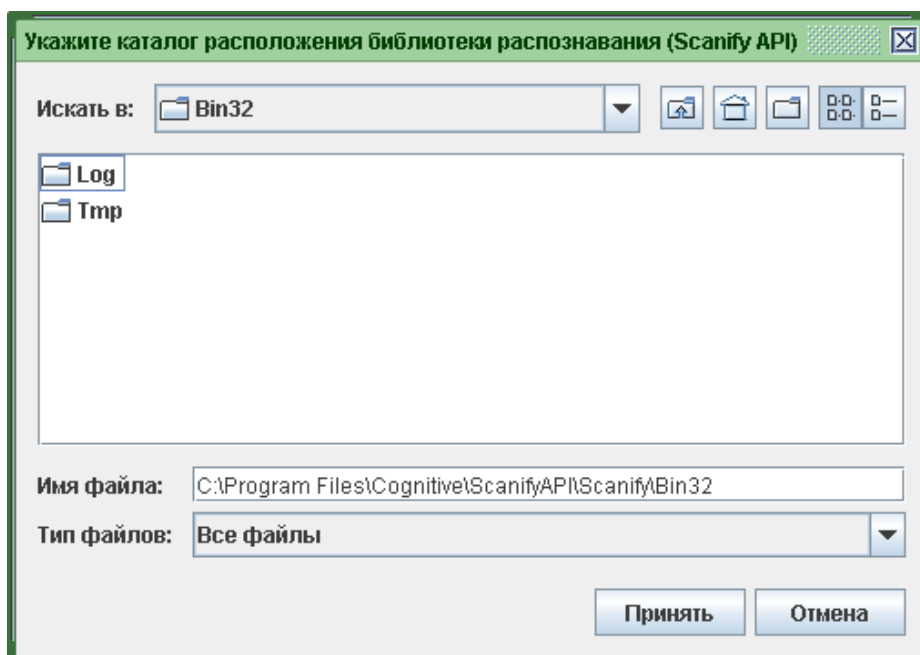 Укажите каталог расположения библиотеки распознавания (Scanify API)
Искать в: Bin32
Log
Tmp
Имя файла: C:\Program Files\Cognitive\ScanifyAPI\Scanify\Bin32
Тип файлов: Все файлы
Принять Отмена